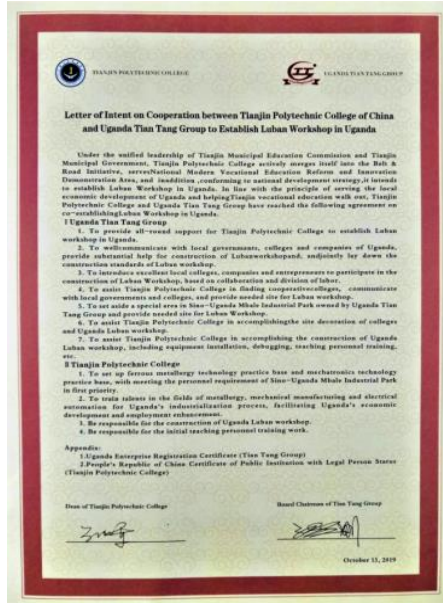 TIANJIN POLYTECHNIC COLLEGE
UGANDA TIAN TANG GROUP
Letter of Intent on Cooperation between Tianjin Polytechnic College of China
and Uganda Tian Tang Group to Establish Luban Workshop in Uganda
Under the unified leadership of Tianjin Municipal Education Commission and Tianjin
Municipal Government, Tianjin Polytechnic College actively merges itself into the Belt &
Road Initiative, servesNational Modern Vocational Education Reform and Innovation
Demonstration Area, and inaddition ,conforming to national development strategy,it intends
to establish Luban Workshop in Uganda. In line with the principle of serving the local
economic development of Uganda and helpingTianjin vocational education walk out, Tianjin
Polytechnic College and Uganda Tian Tang Group have reached the following agreement on
co-establishingLuban Workshop in Uganda.
I Uganda Tian Tang Group
1. To provide all-round support for Tianjin Polytechnic College to establish Luban
workshop in Uganda.
2. To wellcommunicate with local governments, colleges and companies of Uganda,
provide substantial help for construction of Lubanworkshopand, andjointly lay down the
construction standards of Luban workshop.
3. To introduce excellent local colleges, companies and entrepreneurs to participate in the
construction of Luban Workshop, based on collaboration and division of labor.
4. To assist Tianjin Polytechnic College in finding cooperativecolleges, communicate
with local governments and colleges, and provide needed site for Luban workshop.
5. To set aside a special area in Sino-Uganda Mbale Industrial Park owned by Uganda Tian
Tang Group and provide needed site for Luban Workshop.
6. To assist Tianjin Polytechnic College in accomplishingthe site decoration of colleges
and Uganda Luban workshop.
7. To assist Tianjin Polytechnic College in accomplishing the construction of Uganda
Luban workshop, including equipment installation, debugging, teaching personnel training,
etc.
II Tianjin Polytechnic College
1. To set up ferrous metallergy technology practice base and mechatronics technology
practice base, with meeting the personnel requirement of Sino-Uganda Mbale Industrial Park
in first priority.
2. To train talents in the fields of metallurgy, mechanical manufacturing and electrical
automation for Uganda's industrialization process, facilitating Uganda's economic
development and employment enhancement.
3. Be responsible for the construction of Uganda Luban workshop.
4. Be responsible for the initial teaching personnel training work.
Appendix:
1.Uganda Enterprise Registration Certificate (Tian Tang Group)
2.People's Republic of China Certificate of Public Institution with Legal Person Status
(Tianjin Polytechnic College)
Dean of Tianjin Polytechnic College
Board Chairman of Tian Tang Group
October 15, 2019